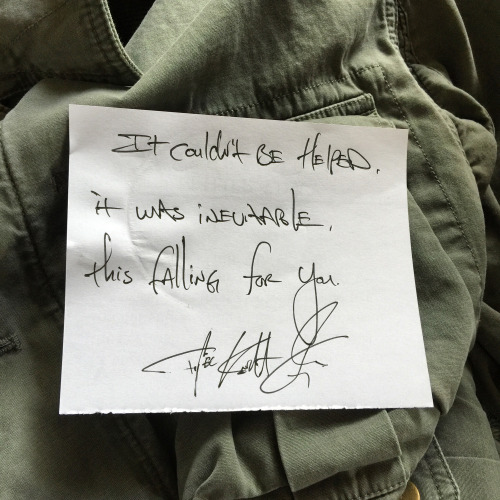 It couldn't BE HELPED.
it was inevitable,
this falling for you.